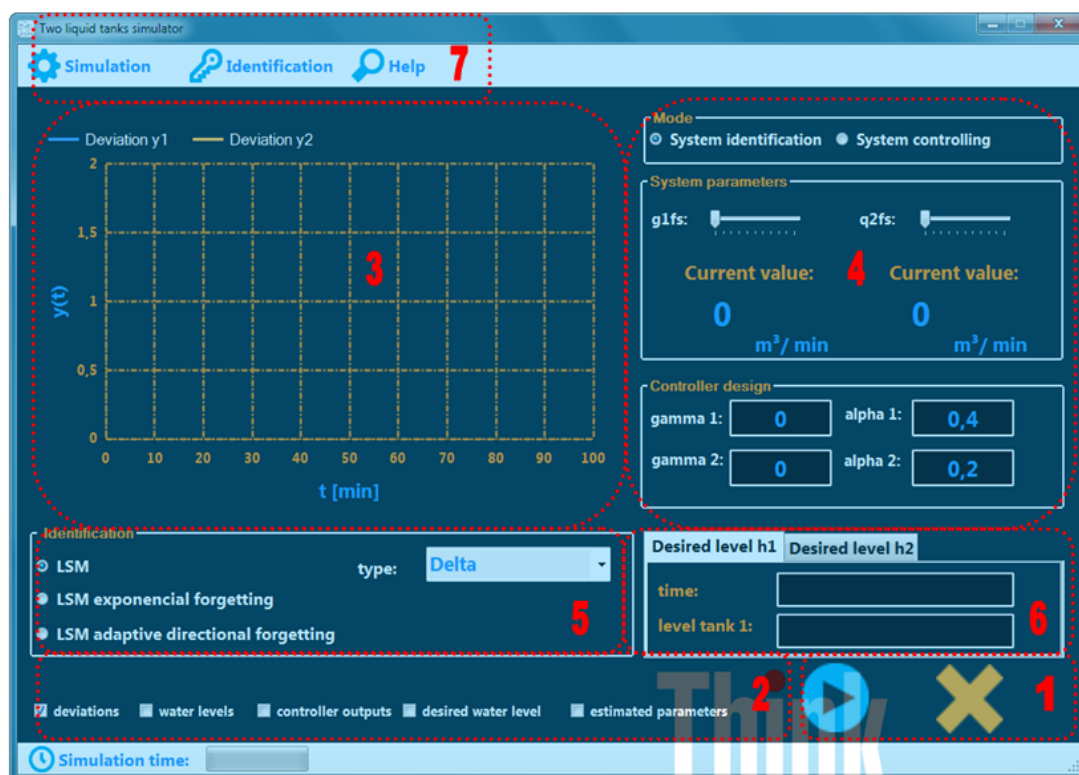 Two liquid tanks simulator
Simulation Identification Help 7
Deviation y1 Deviation y2
2
1,5
1
0,5
0
y(t)
0 10 20 30 40 50 60 70 80 90 100
t [min]
3
Mode
System identification System controlling
System parameters
g1fs: q2fs:
Current value: 4 Current value:
0 0
m³/ min m³/ min
Controller design
gamma 1: 0 alpha 1: 0,4
gamma 2: 0 alpha 2: 0,2
Identification
LSM type: Delta
LSM exponencial forgetting
LSM adaptive directional forgetting
5
Desired level h1 Desired level h2
time:
level tank 1:
6
Think
2
1
deviations water levels controller outputs desired water level estimated parameters
Simulation time: